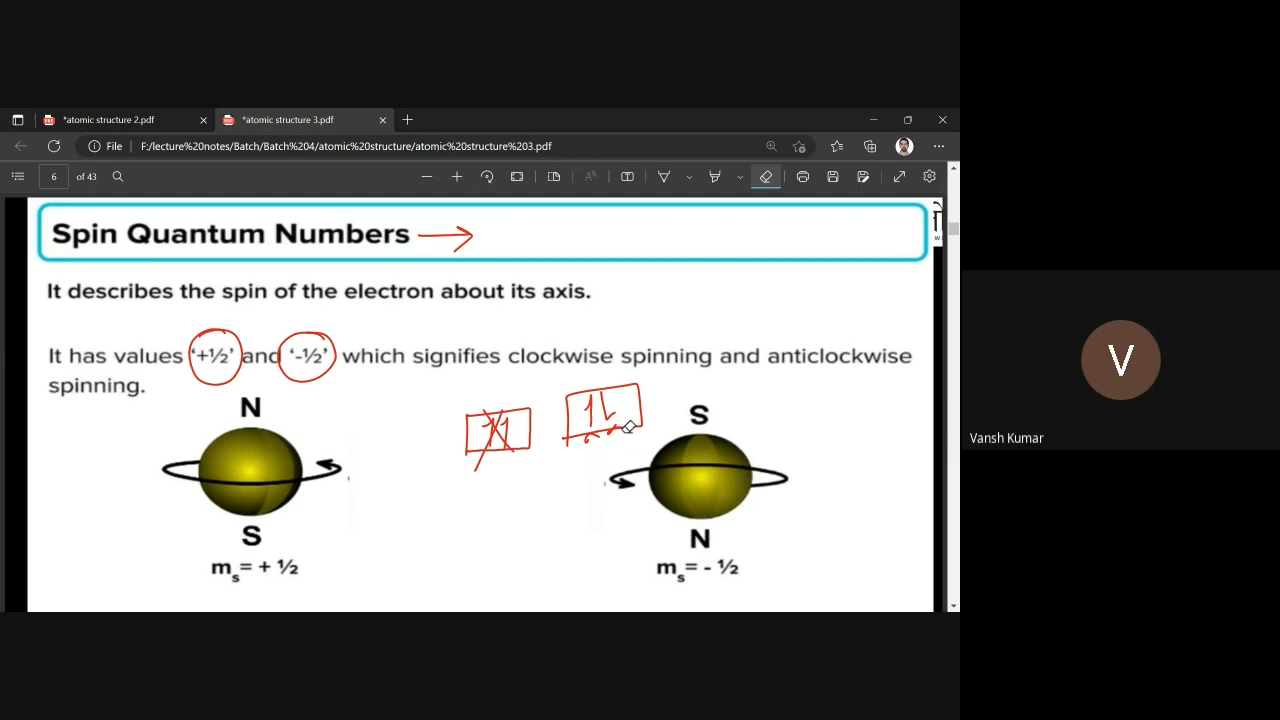 *atomic structure 2.pdf
*atomic structure 3.pdf
File F:/lecture%20notes/Batch/Batch%204/atomic%20structure/atomic%20structure%203.pdf
6 of 43
Spin Quantum Numbers
It describes the spin of the electron about its axis.
It has values ‘+½’ and ‘-½’ which signifies clockwise spinning and anticlockwise
spinning.
N
S
S
N
mₛ= + ½
mₛ= - ½
V
Vansh Kumar